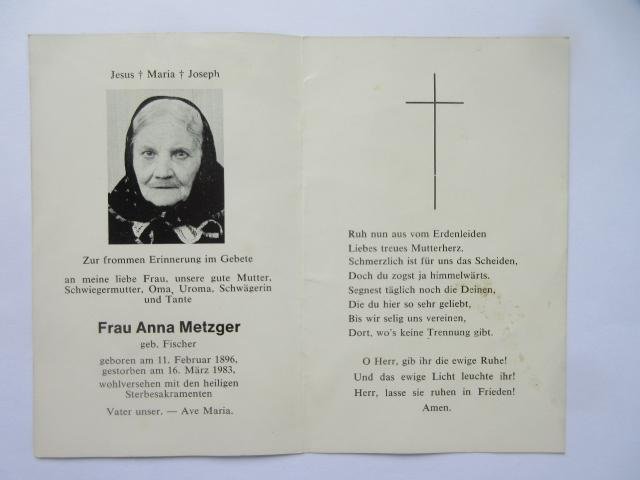 Jesus † Maria † Joseph
Zur frommen Erinnerung im Gebete
an meine liebe Frau, unsere gute Mutter,
Schwiegermutter, Oma, Uroma, Schwägerin
und Tante
Frau Anna Metzger
geb. Fischer
geboren am 11. Februar 1896,
gestorben am 16. März 1983,
wohlversehen mit den heiligen
Sterbesakramenten
Vater unser. — Ave Maria.
Ruh nun aus vom Erdenleiden
Liebes treues Mutterherz.
Schmerzlich ist für uns das Scheiden,
Doch du zogst ja himmelwärts.
Segnest täglich noch die Deinen,
Die du hier so sehr geliebt,
Bis wir selig uns vereinen,
Dort, wo's keine Trennung gibt.
O Herr, gib ihr die ewige Ruhe!
Und das ewige Licht leuchte ihr!
Herr, lasse sie ruhen in Frieden!
Amen.